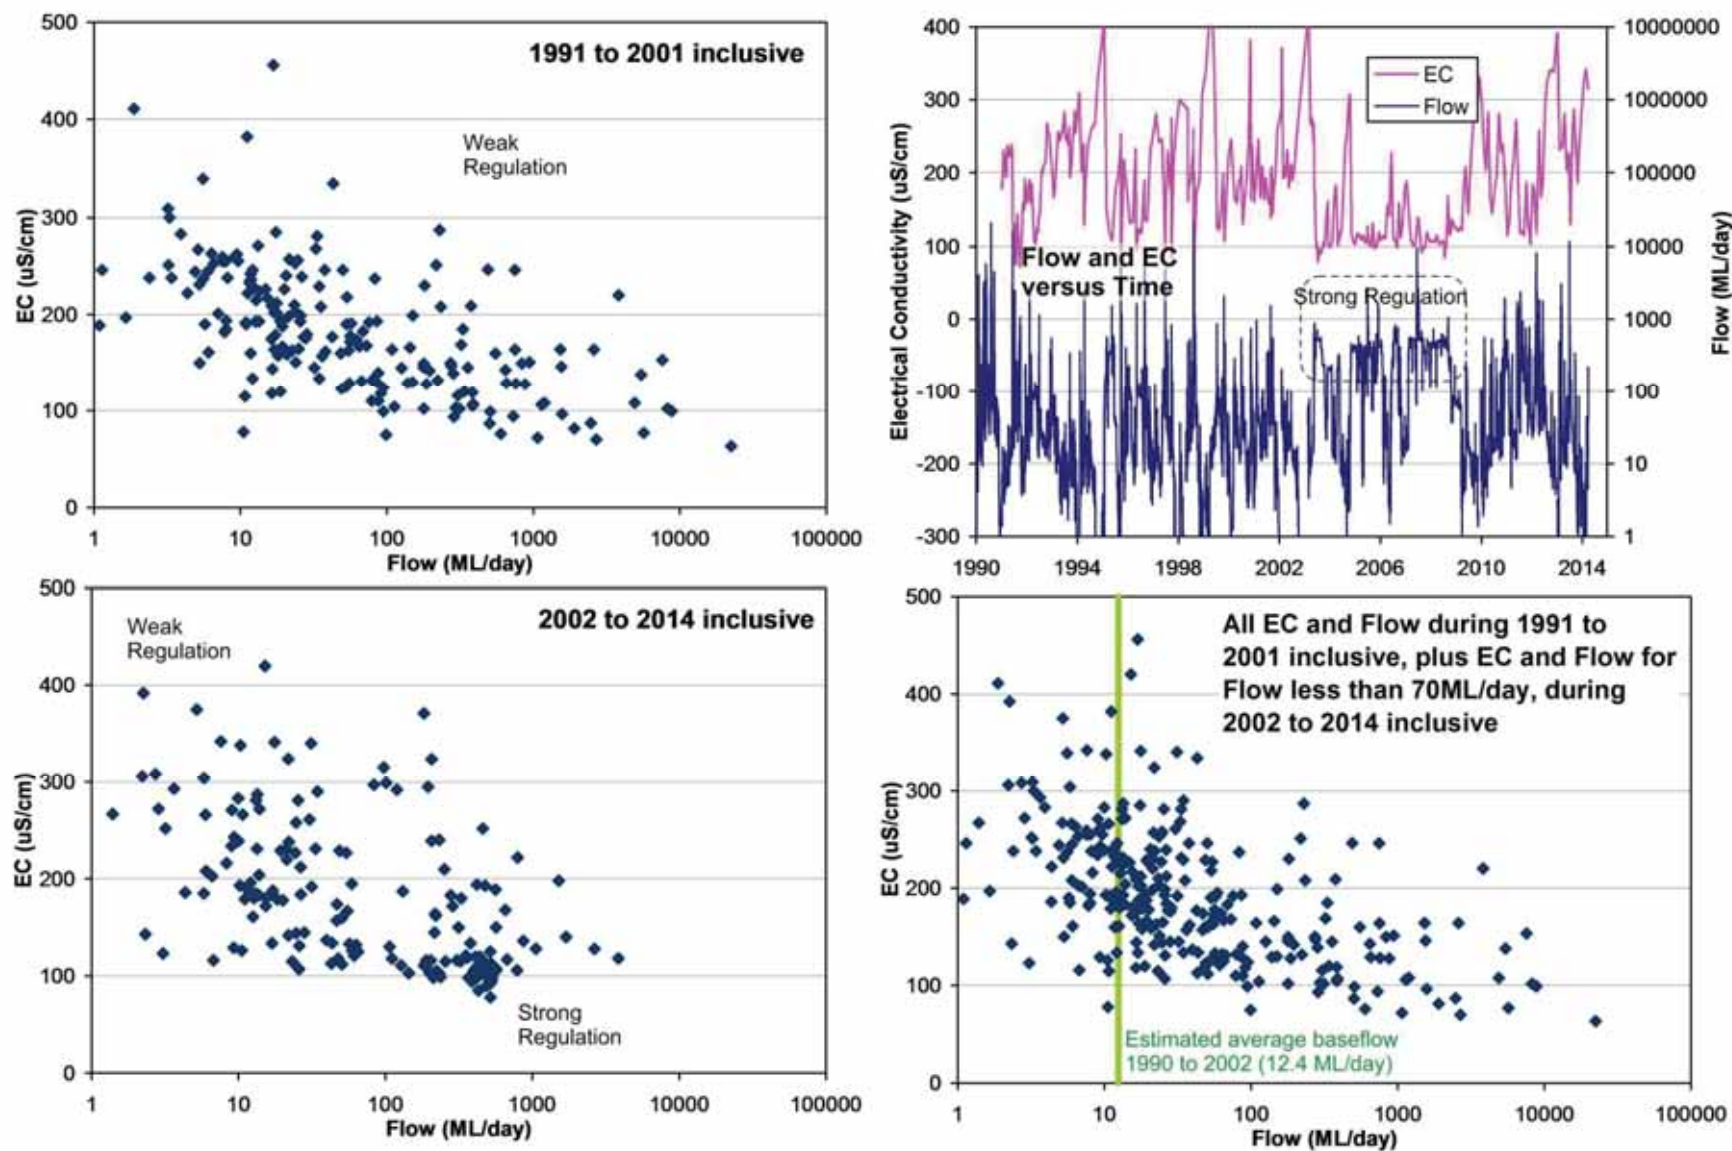 500
400
300
200
100
0
EC (uS/cm)
1991 to 2001 inclusive
Weak
Regulation
1
10
100
1000
10000
100000
Flow (ML/day)
400
300
200
100
0
-100
-200
-300
Electrical Conductivity (uS/cm)
EC
Flow
Flow and EC
versus Time
Strong Regulation
10000000
1000000
100000
10000
1000
100
10
1
Flow (ML/day)
1990
1994
1998
2002
2006
2010
2014
500
400
300
200
100
0
EC (uS/cm)
2002 to 2014 inclusive
Weak
Regulation
Strong
Regulation
1
10
100
1000
10000
100000
Flow (ML/day)
500
400
300
200
100
0
EC (uS/cm)
All EC and Flow during 1991 to
2001 inclusive, plus EC and Flow for
Flow less than 70ML/day, during
2002 to 2014 inclusive
Estimated average baseflow
1990 to 2002 (12.4 ML/day)
1
10
100
1000
10000
100000
Flow (ML/day)